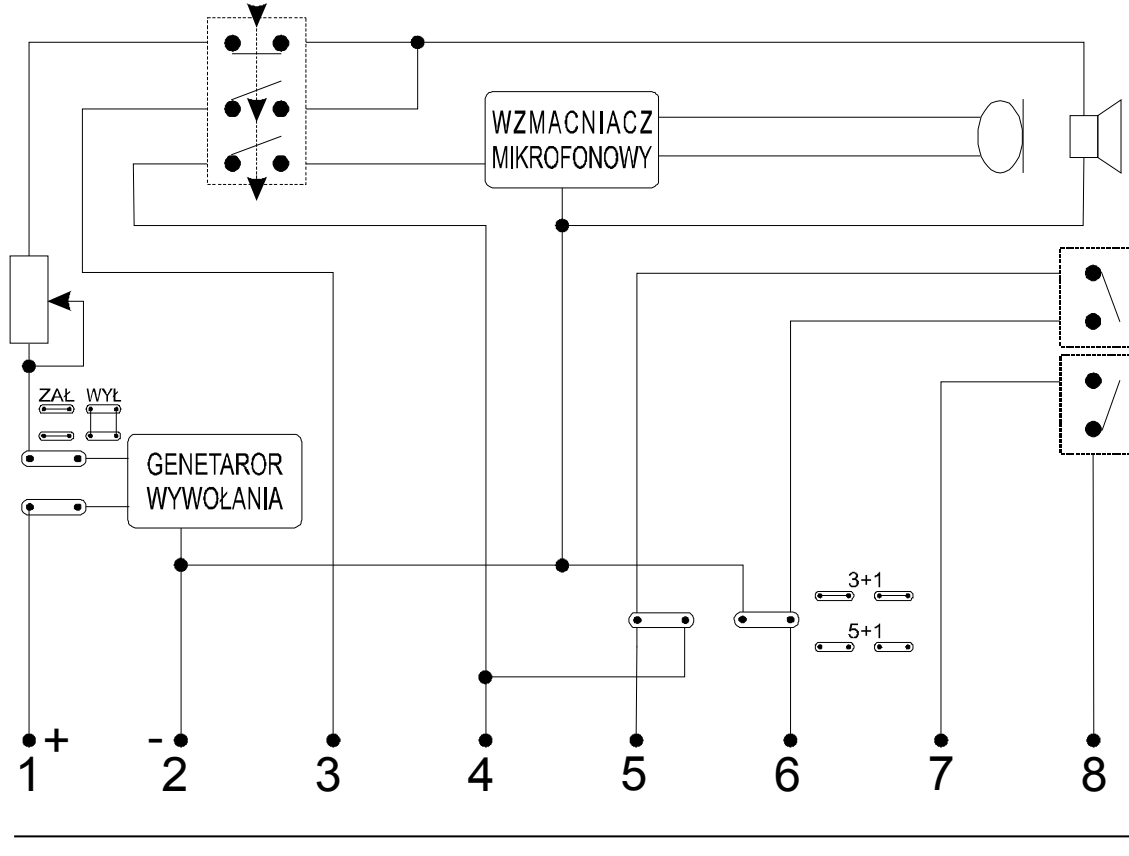 WZMACNIACZ
MIKROFONOWY
ZAŁ WYŁ
GENETAROR
WYWOŁANIA
3+1
5+1
+ -
1 2 3 4 5 6 7 8